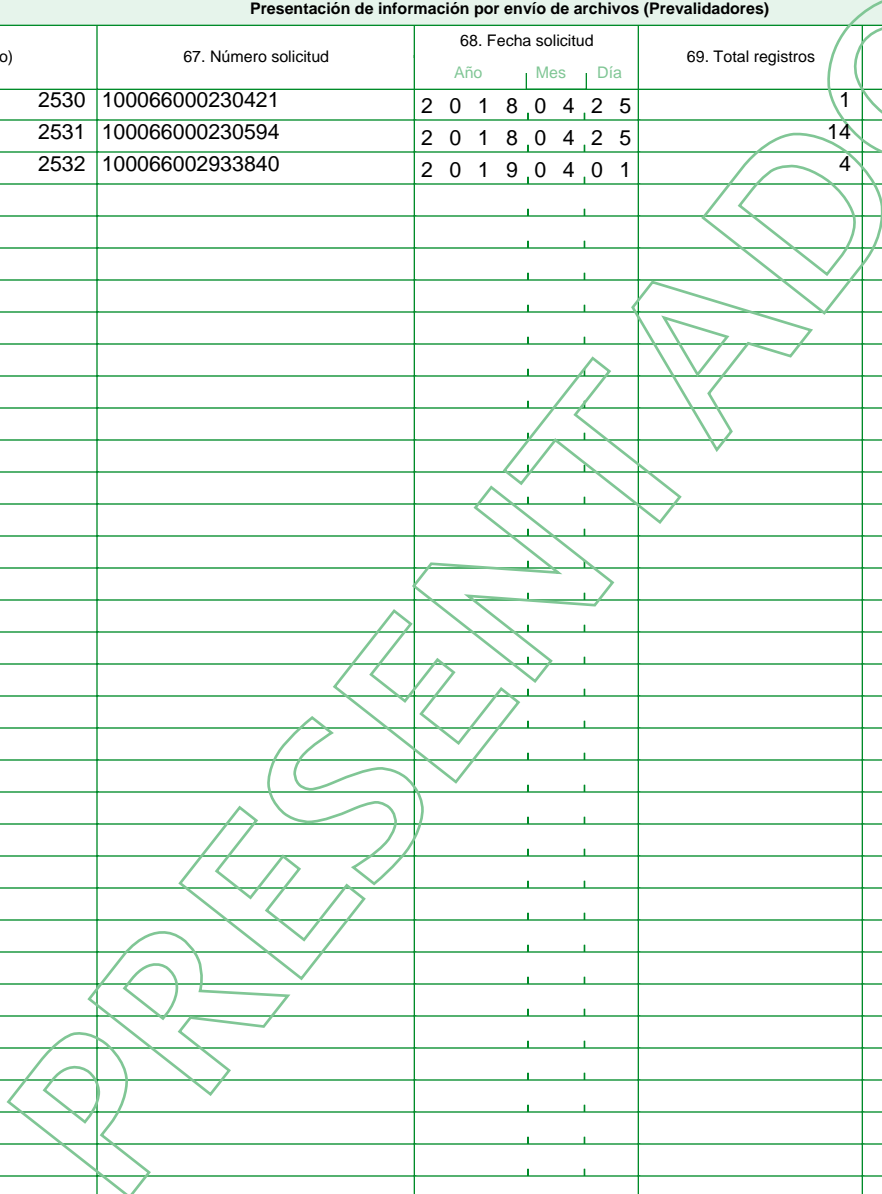 Presentación de información por envío de archivos (Prevalidadores)
o) 67. Número solicitud 68. Fecha solicitud 69. Total registros
Año Mes Día
2530 100066000230421 2 0 1 8 0 4 2 5 1
2531 100066000230594 2 0 1 8 0 4 2 5 14
2532 100066002933840 2 0 1 9 0 4 0 1 4
PRESENTADO